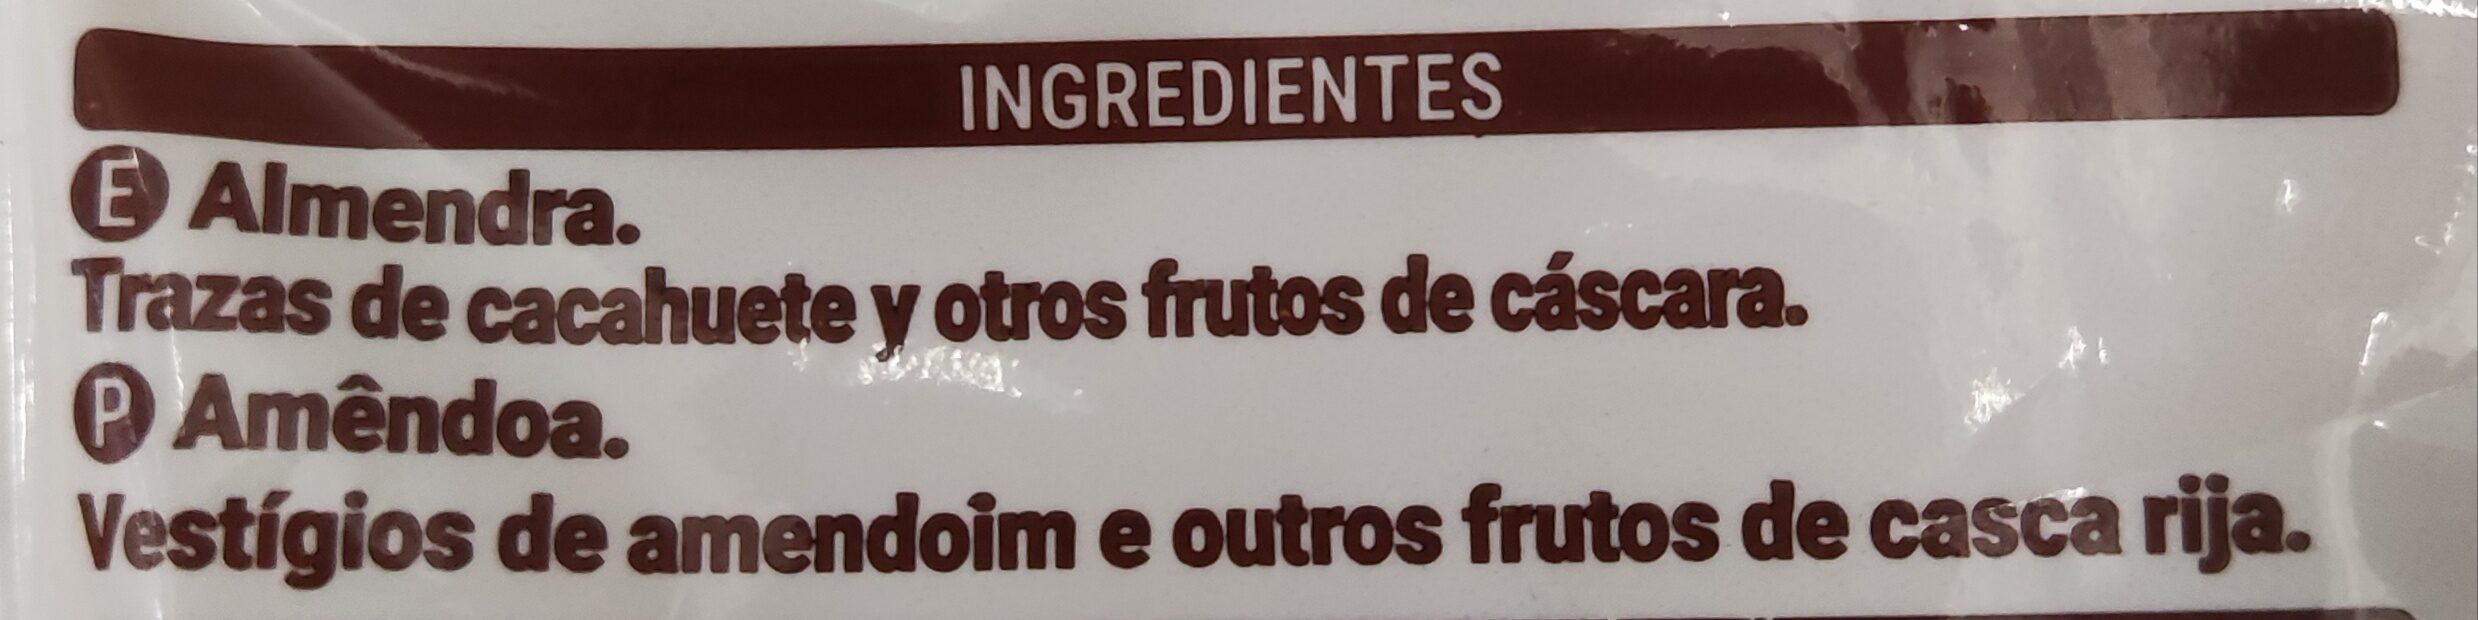 INGREDIENTES
E Almendra.
Trazas de cacahuete y otros frutos de cáscara.
P Amêndoa.
Vestígios de amendoim e outros frutos de casca rija.